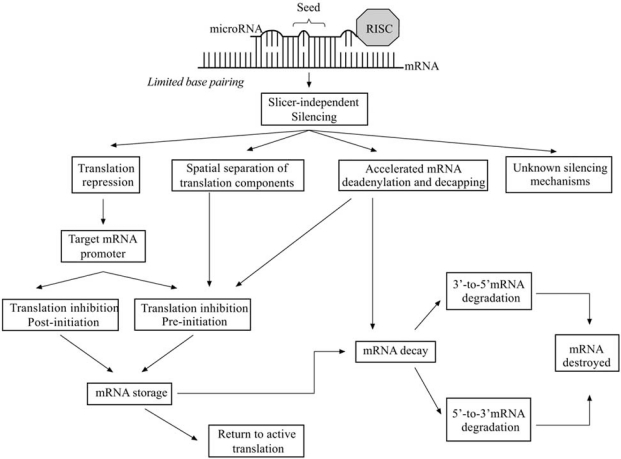 Seed
microRNA
RISC
mRNA
Limited base pairing
Slicer-independent
Silencing
Translation
repression
Spatial separation of
translation components
Accelerated mRNA
deadenylation and decapping
Unknown silencing
mechanisms
Target mRNA
promoter
Translation inhibition
Post-initiation
Translation inhibition
Pre-initiation
3’-to-5’mRNA
degradation
mRNA decay
mRNA
destroyed
mRNA storage
5’-to-3’mRNA
degradation
Return to active
translation